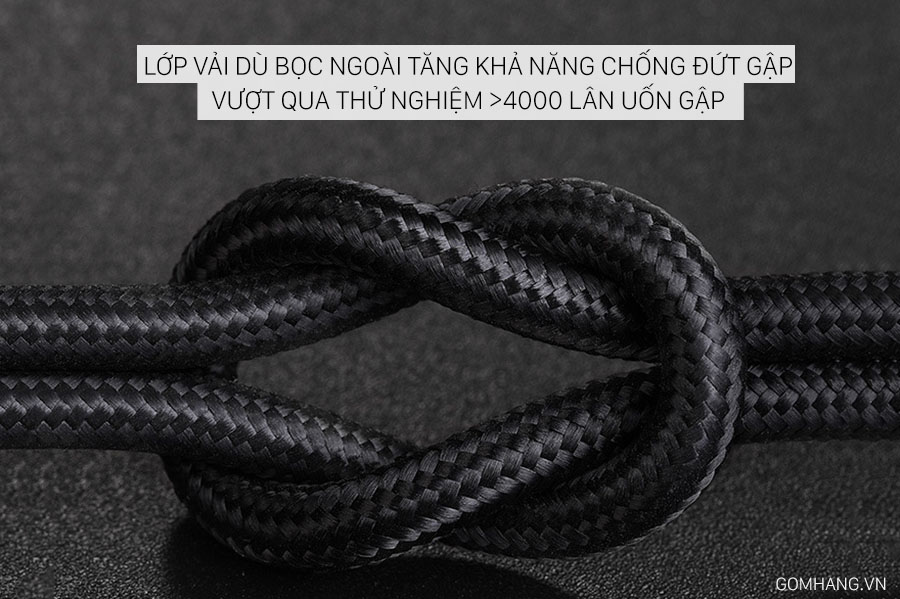 LỚP VẢI DÙ BỌC NGOÀI TĂNG KHẢ NĂNG CHỐNG ĐỨT GẬP
VƯỢT QUA THỬ NGHIỆM >4000 LÂN UỐN GẬP
GOMHANG.VN